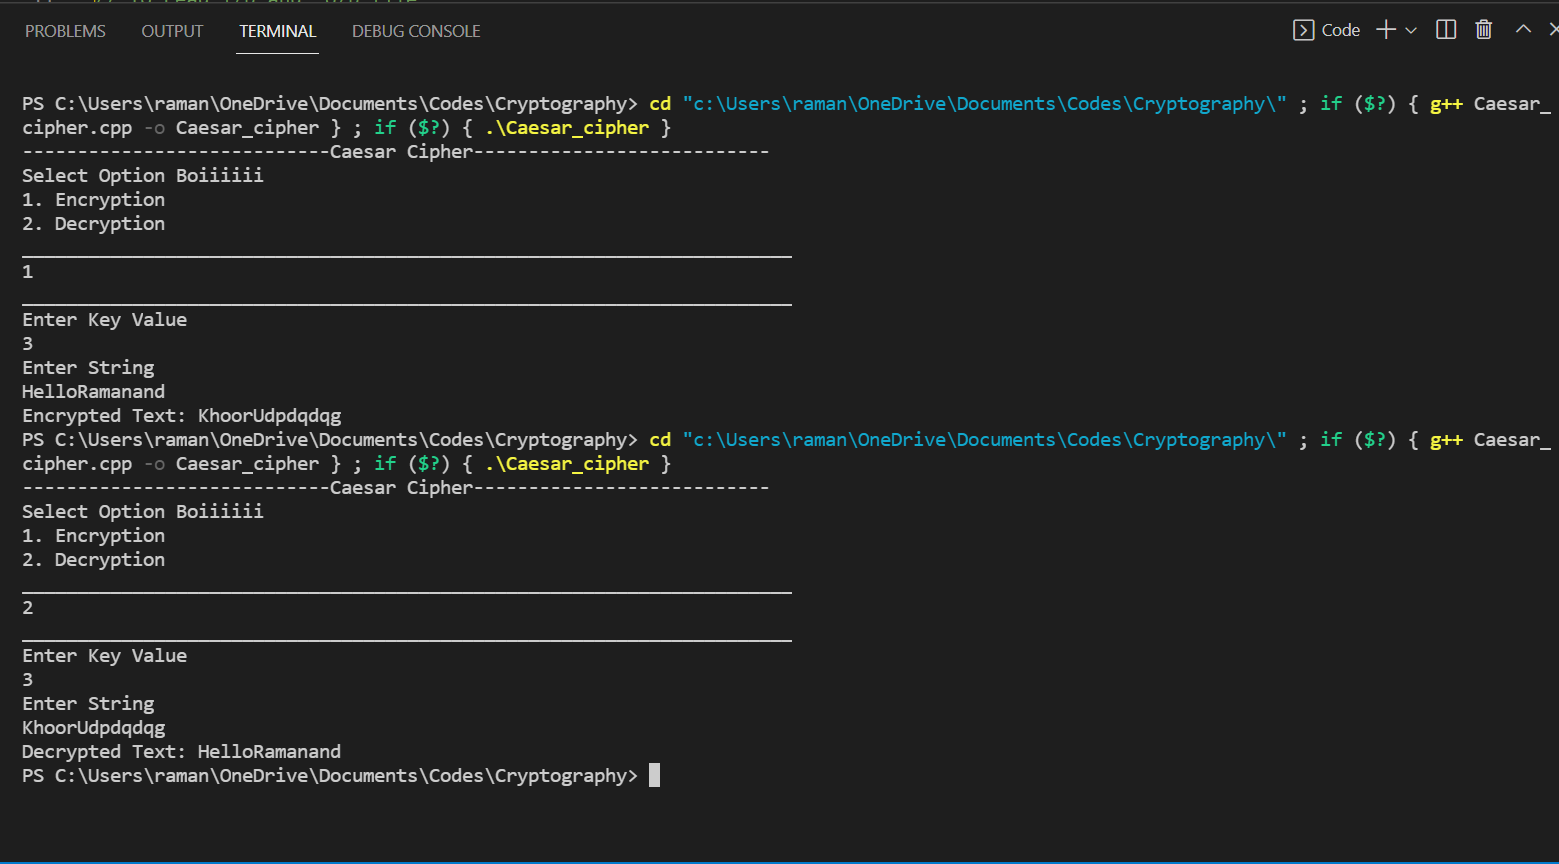 PROBLEMS OUTPUT TERMINAL DEBUG CONSOLE Code
PS C:\Users\raman\OneDrive\Documents\Codes\Cryptography> cd "c:\Users\raman\OneDrive\Documents\Codes\Cryptography\" ; if ($?) { g++ Caesar_
cipher.cpp -o Caesar_cipher } ; if ($?) { .\Caesar_cipher }
----------------------------Caesar Cipher---------------------------
Select Option Boiiiiii
1. Encryption
2. Decryption
______________________________________________________________________
1
______________________________________________________________________
Enter Key Value
3
Enter String
HelloRamanand
Encrypted Text: KhoorUdpdqdqg
PS C:\Users\raman\OneDrive\Documents\Codes\Cryptography> cd "c:\Users\raman\OneDrive\Documents\Codes\Cryptography\" ; if ($?) { g++ Caesar_
cipher.cpp -o Caesar_cipher } ; if ($?) { .\Caesar_cipher }
----------------------------Caesar Cipher---------------------------
Select Option Boiiiiii
1. Encryption
2. Decryption
______________________________________________________________________
2
______________________________________________________________________
Enter Key Value
3
Enter String
KhoorUdpdqdqg
Decrypted Text: HelloRamanand
PS C:\Users\raman\OneDrive\Documents\Codes\Cryptography>